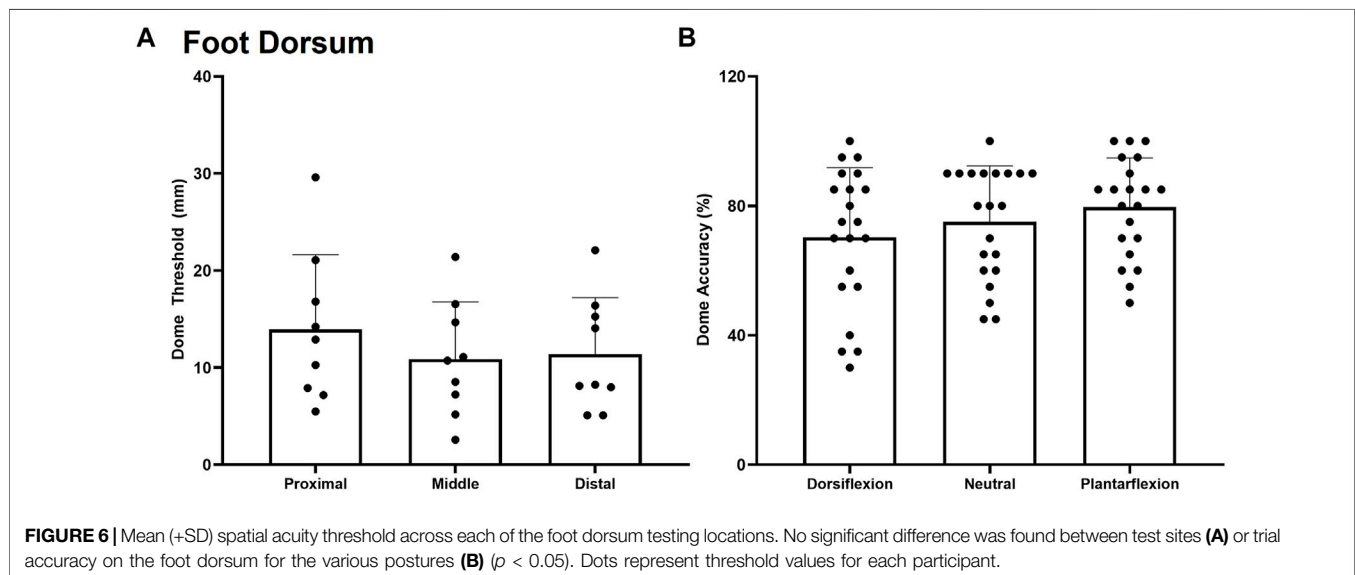 A Foot Dorsum
40
30
20
10
0
Dome Threshold (mm)
Proximal Middle Distal
B
120
80
40
0
Dome Accuracy (%)
Dorsiflexion Neutral Plantarflexion
FIGURE 6 | Mean (+SD) spatial acuity threshold across each of the foot dorsum testing locations. No significant difference was found between test sites (A) or trial
accuracy on the foot dorsum for the various postures (B) (p < 0.05). Dots represent threshold values for each participant.